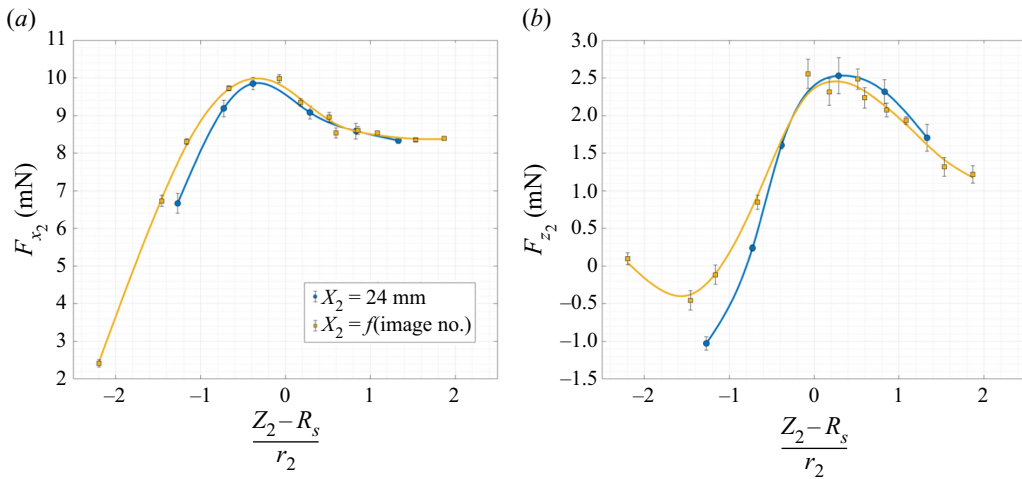 (a)
(b)
11
10
9
8
7
6
5
4
3
2
F_{x_2} (mN)
X_2 = 24 mm
X_2 = f(image no.)
–2 –1 0 1 2
Z_2 – R_s
r_2
3.0
2.5
2.0
1.5
1.0
0.5
0
–0.5
–1.0
–1.5
F_{z_2} (mN)
–2 –1 0 1 2
Z_2 – R_s
r_2